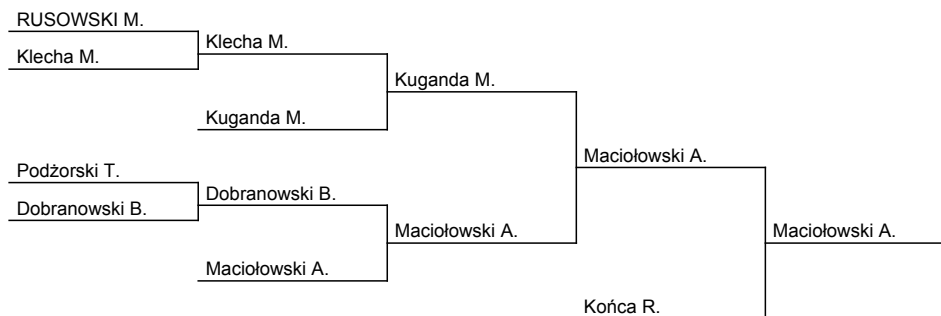 RUSOWSKI M.
Klecha M.
Klecha M.
Kuganda M.
Kuganda M.
Maciołowski A.
Podżorski T.
Dobranowski B.
Dobranowski B.
Maciołowski A.
Maciołowski A.
Maciołowski A.
Końca R.